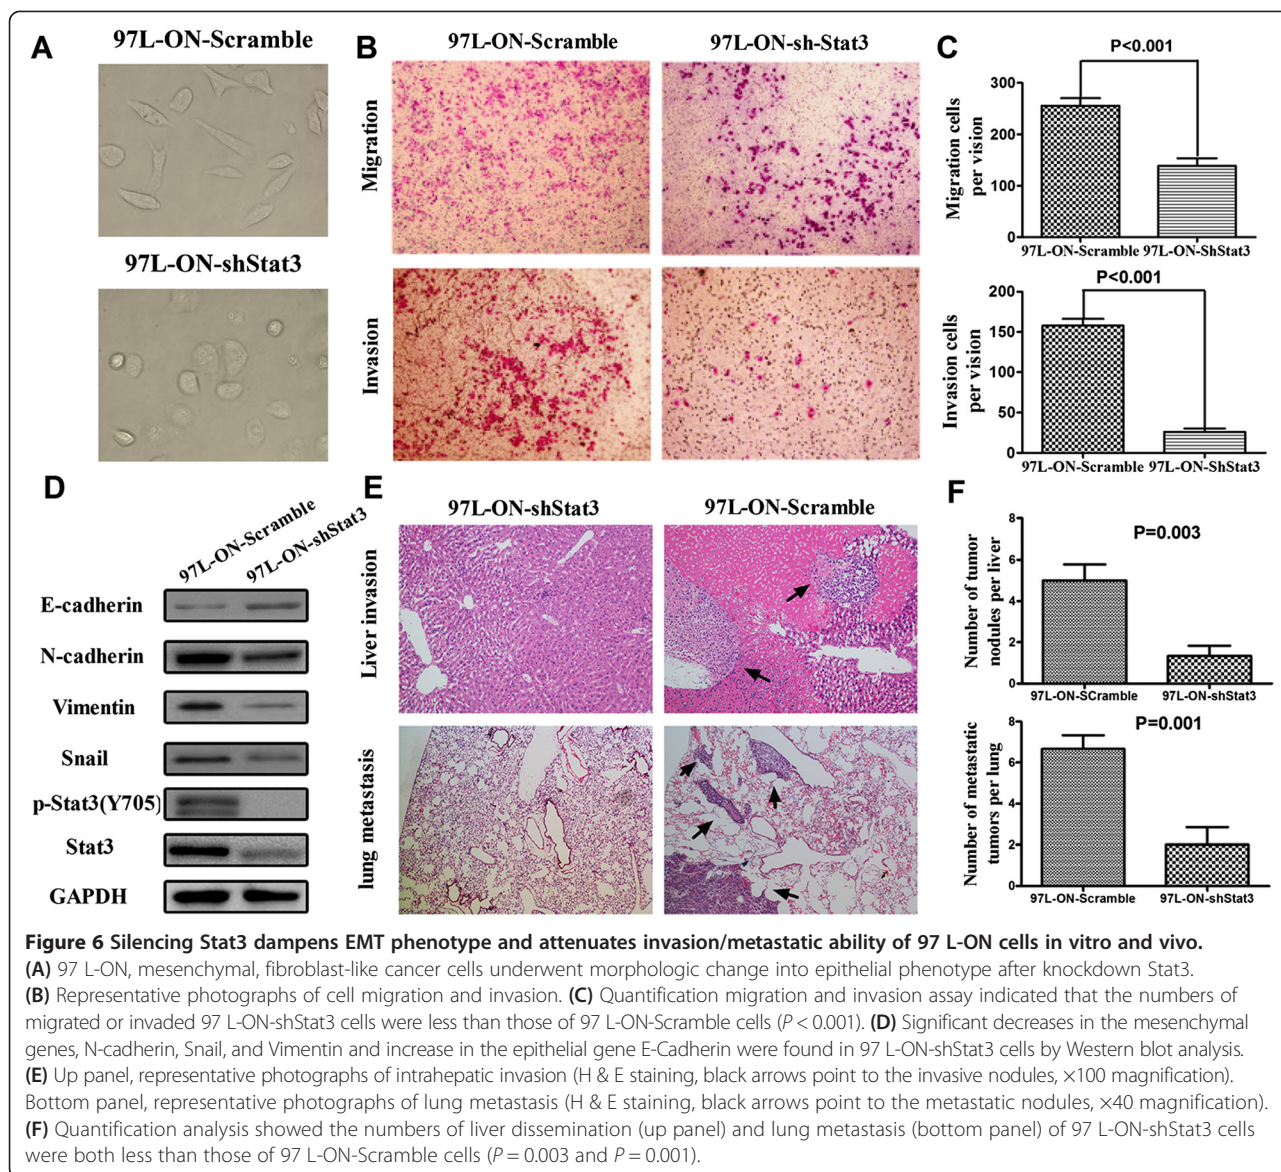 A
97L-ON-Scramble
97L-ON-shStat3
B
97L-ON-Scramble
97L-ON-sh-Stat3
Migration
Invasion
C
P<0.001
Migration cells
per vision
300
200
100
0
97L-ON-Scramble 97L-ON-ShStat3
P<0.001
Invasion cells
per vision
200
150
100
50
0
97L-ON-Scramble 97L-ON-ShStat3
D
97L-ON-Scramble
97L-ON-shStat3
E-cadherin
N-cadherin
Vimentin
Snail
p-Stat3(Y705)
Stat3
GAPDH
E
97L-ON-shStat3
97L-ON-Scramble
Liver invasion
lung metastasis
F
P=0.003
Number of tumor
nodules per liver
8
6
4
2
0
97L-ON-SCramble 97L-ON-shStat3
P=0.001
Number of metastatic
tumors per lung
8
6
4
2
0
97L-ON-Scramble 97L-ON-shStat3
Figure 6 Silencing Stat3 dampens EMT phenotype and attenuates invasion/metastatic ability of 97 L-ON cells in vitro and vivo.
(A) 97 L-ON, mesenchymal, fibroblast-like cancer cells underwent morphologic change into epithelial phenotype after knockdown Stat3.
(B) Representative photographs of cell migration and invasion. (C) Quantification migration and invasion assay indicated that the numbers of
migrated or invaded 97 L-ON-shStat3 cells were less than those of 97 L-ON-Scramble cells (P < 0.001). (D) Significant decreases in the mesenchymal
genes, N-cadherin, Snail, and Vimentin and increase in the epithelial gene E-Cadherin were found in 97 L-ON-shStat3 cells by Western blot analysis.
(E) Up panel, representative photographs of intrahepatic invasion (H & E staining, black arrows point to the invasive nodules, ×100 magnification).
Bottom panel, representative photographs of lung metastasis (H & E staining, black arrows point to the metastatic nodules, ×40 magnification).
(F) Quantification analysis showed the numbers of liver dissemination (up panel) and lung metastasis (bottom panel) of 97 L-ON-shStat3 cells
were both less than those of 97 L-ON-Scramble cells (P = 0.003 and P = 0.001).